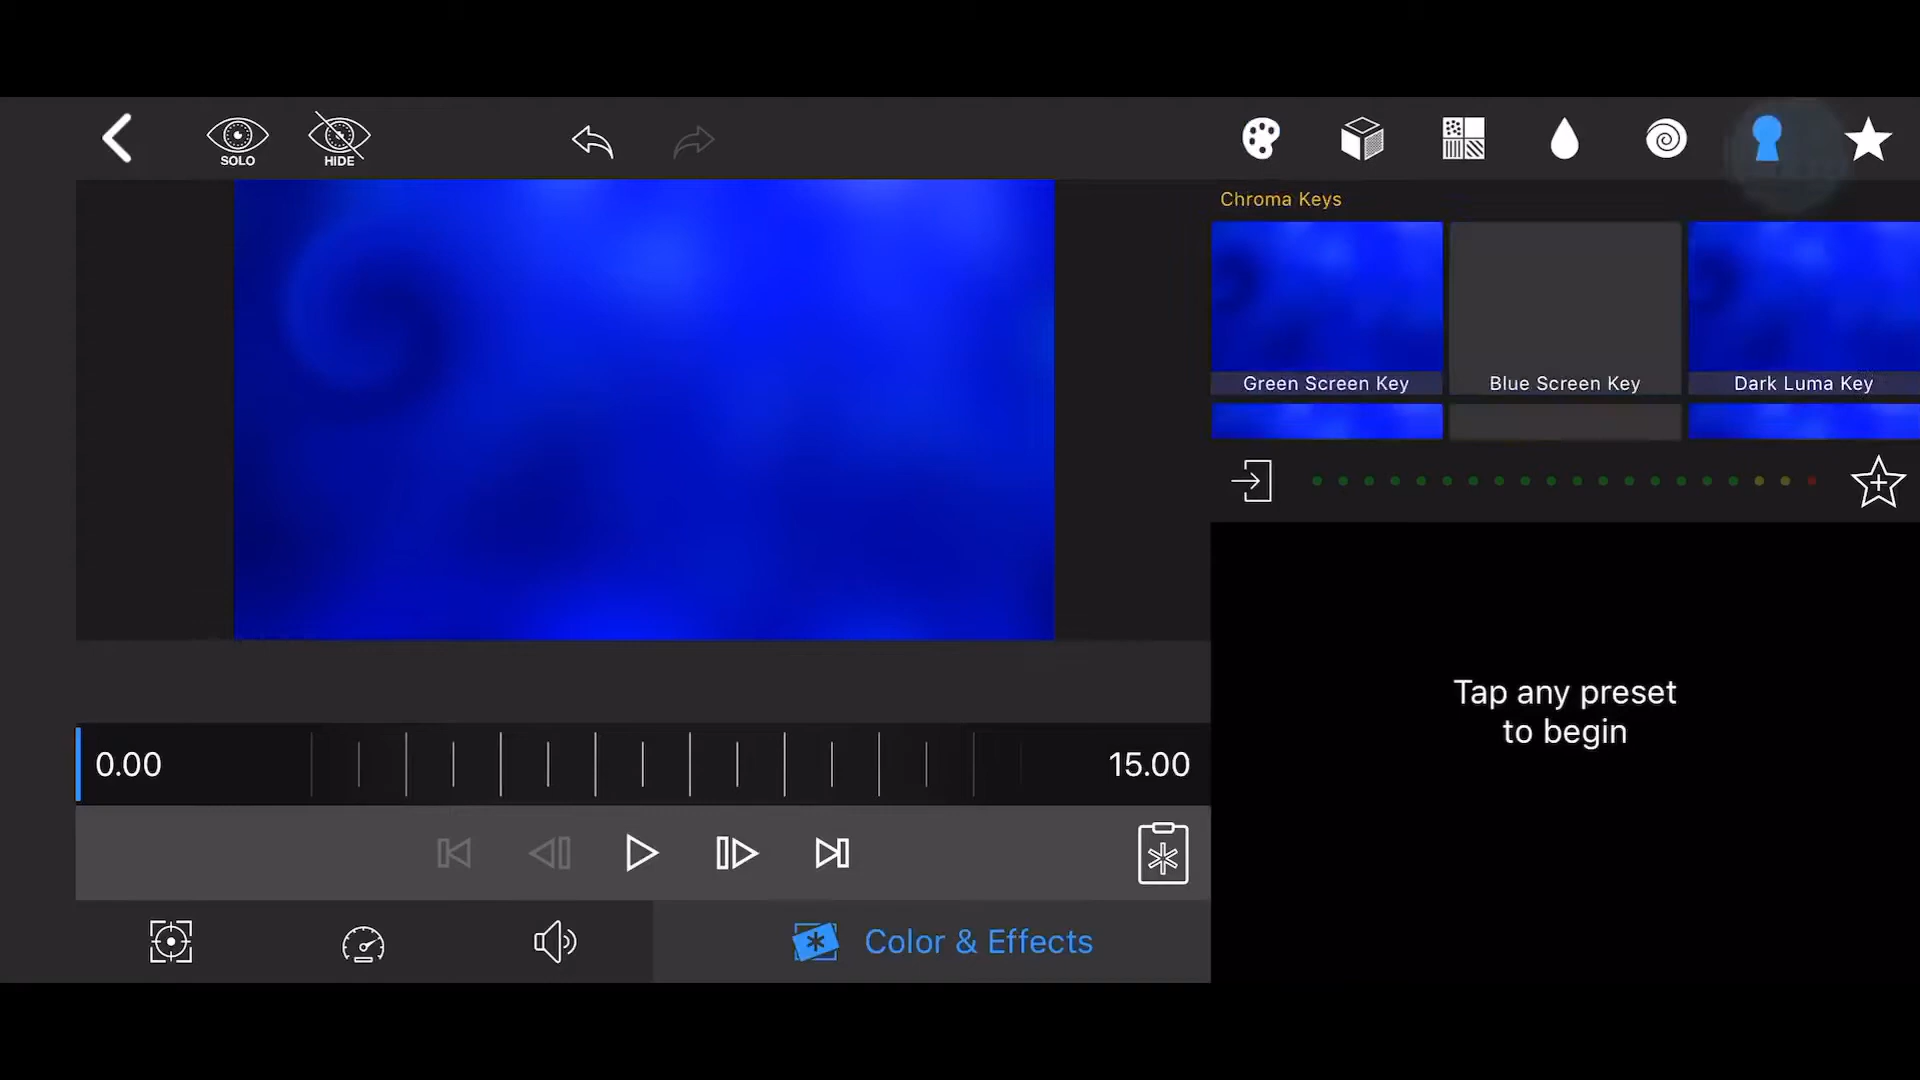 SOLO
HIDE
Chroma Keys
Green Screen Key
Blue Screen Key
Dark Luma Key
Tap any preset
to begin
0.00
15.00
Color & Effects